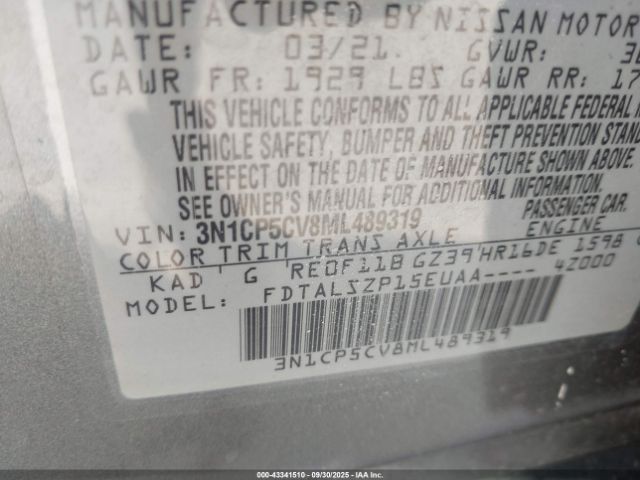 MANUFACTURED BY NISSAN MOTOR
DATE: 03/21. GVWR:
GAWR FR: 1929 LBS GAWR RR: 17
THIS VEHICLE CONFORMS TO ALL APPLICABLE FEDERAL
VEHICLE SAFETY, BUMPER AND THEFT PREVENTION STAND
IN EFFECT ON THE DATE OF MANUFACTURE SHOWN ABOVE.
SEE OWNER'S MANUAL FOR ADDITIONAL INFORMATION.
VIN: 3N1CP5CV8ML489319 PASSENGER CAR
COLOR TRIM TRANS AXLE ENGINE
KAD G RE0F11B GZ39 HR16DE 1598
MODEL: FDTALSZP15EUAA---- 4Z000
3N1CP5CV8ML489319
000-43341510 09/30/2025